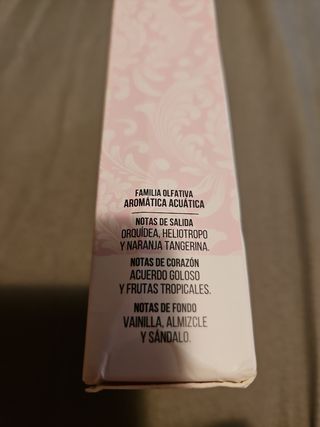 FAMILIA OLFATIVA
AROMÁTICA ACUÁTICA
NOTAS DE SALIDA
ORQUÍDEA, HELIOTROPO
Y NARANJA TANGERINA.
NOTAS DE CORAZÓN
ACUERDO GOLOSO
Y FRUTAS TROPICALES.
NOTAS DE FONDO
VAINILLA, ALMIZCLE
Y SÁNDALO.